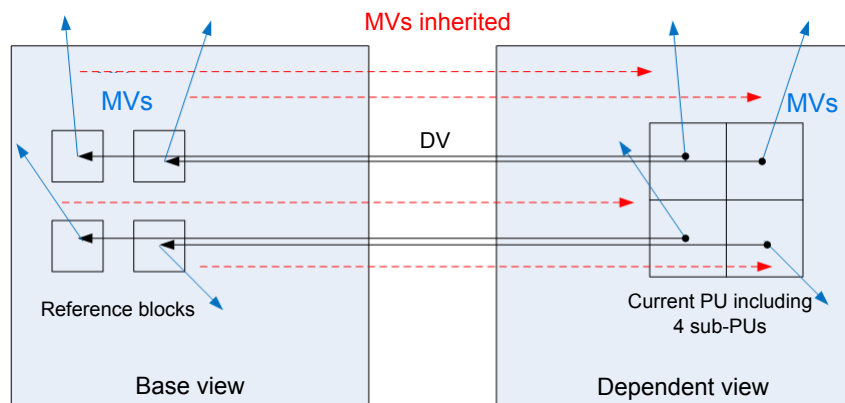 MVs inherited
MVs
MVs
DV
Reference blocks
Current PU including
4 sub-PUs
Base view
Dependent view